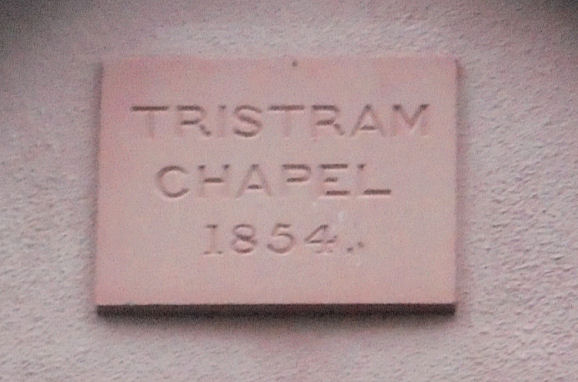 TRISTRAM
CHAPEL
1854.